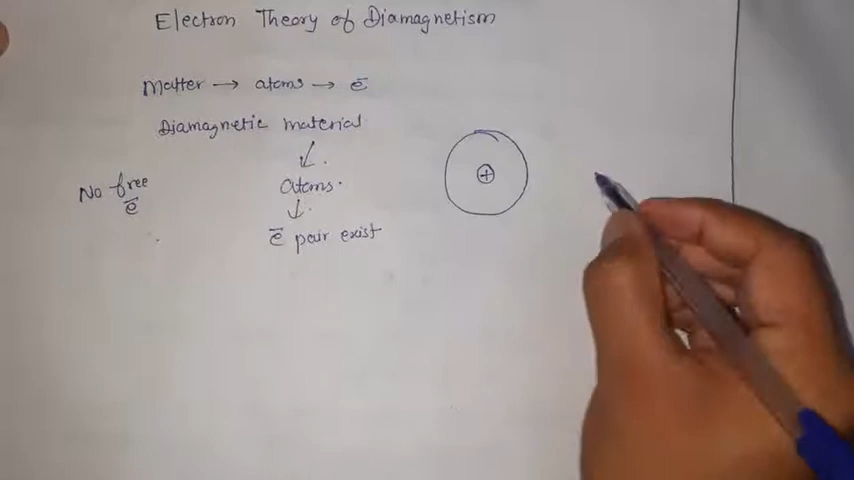 Electron Theory of Diamagnetism
Matter → atoms → ē
Diamagnetic material
↓
No free
ē
atoms.
↓
ē pair exist
+